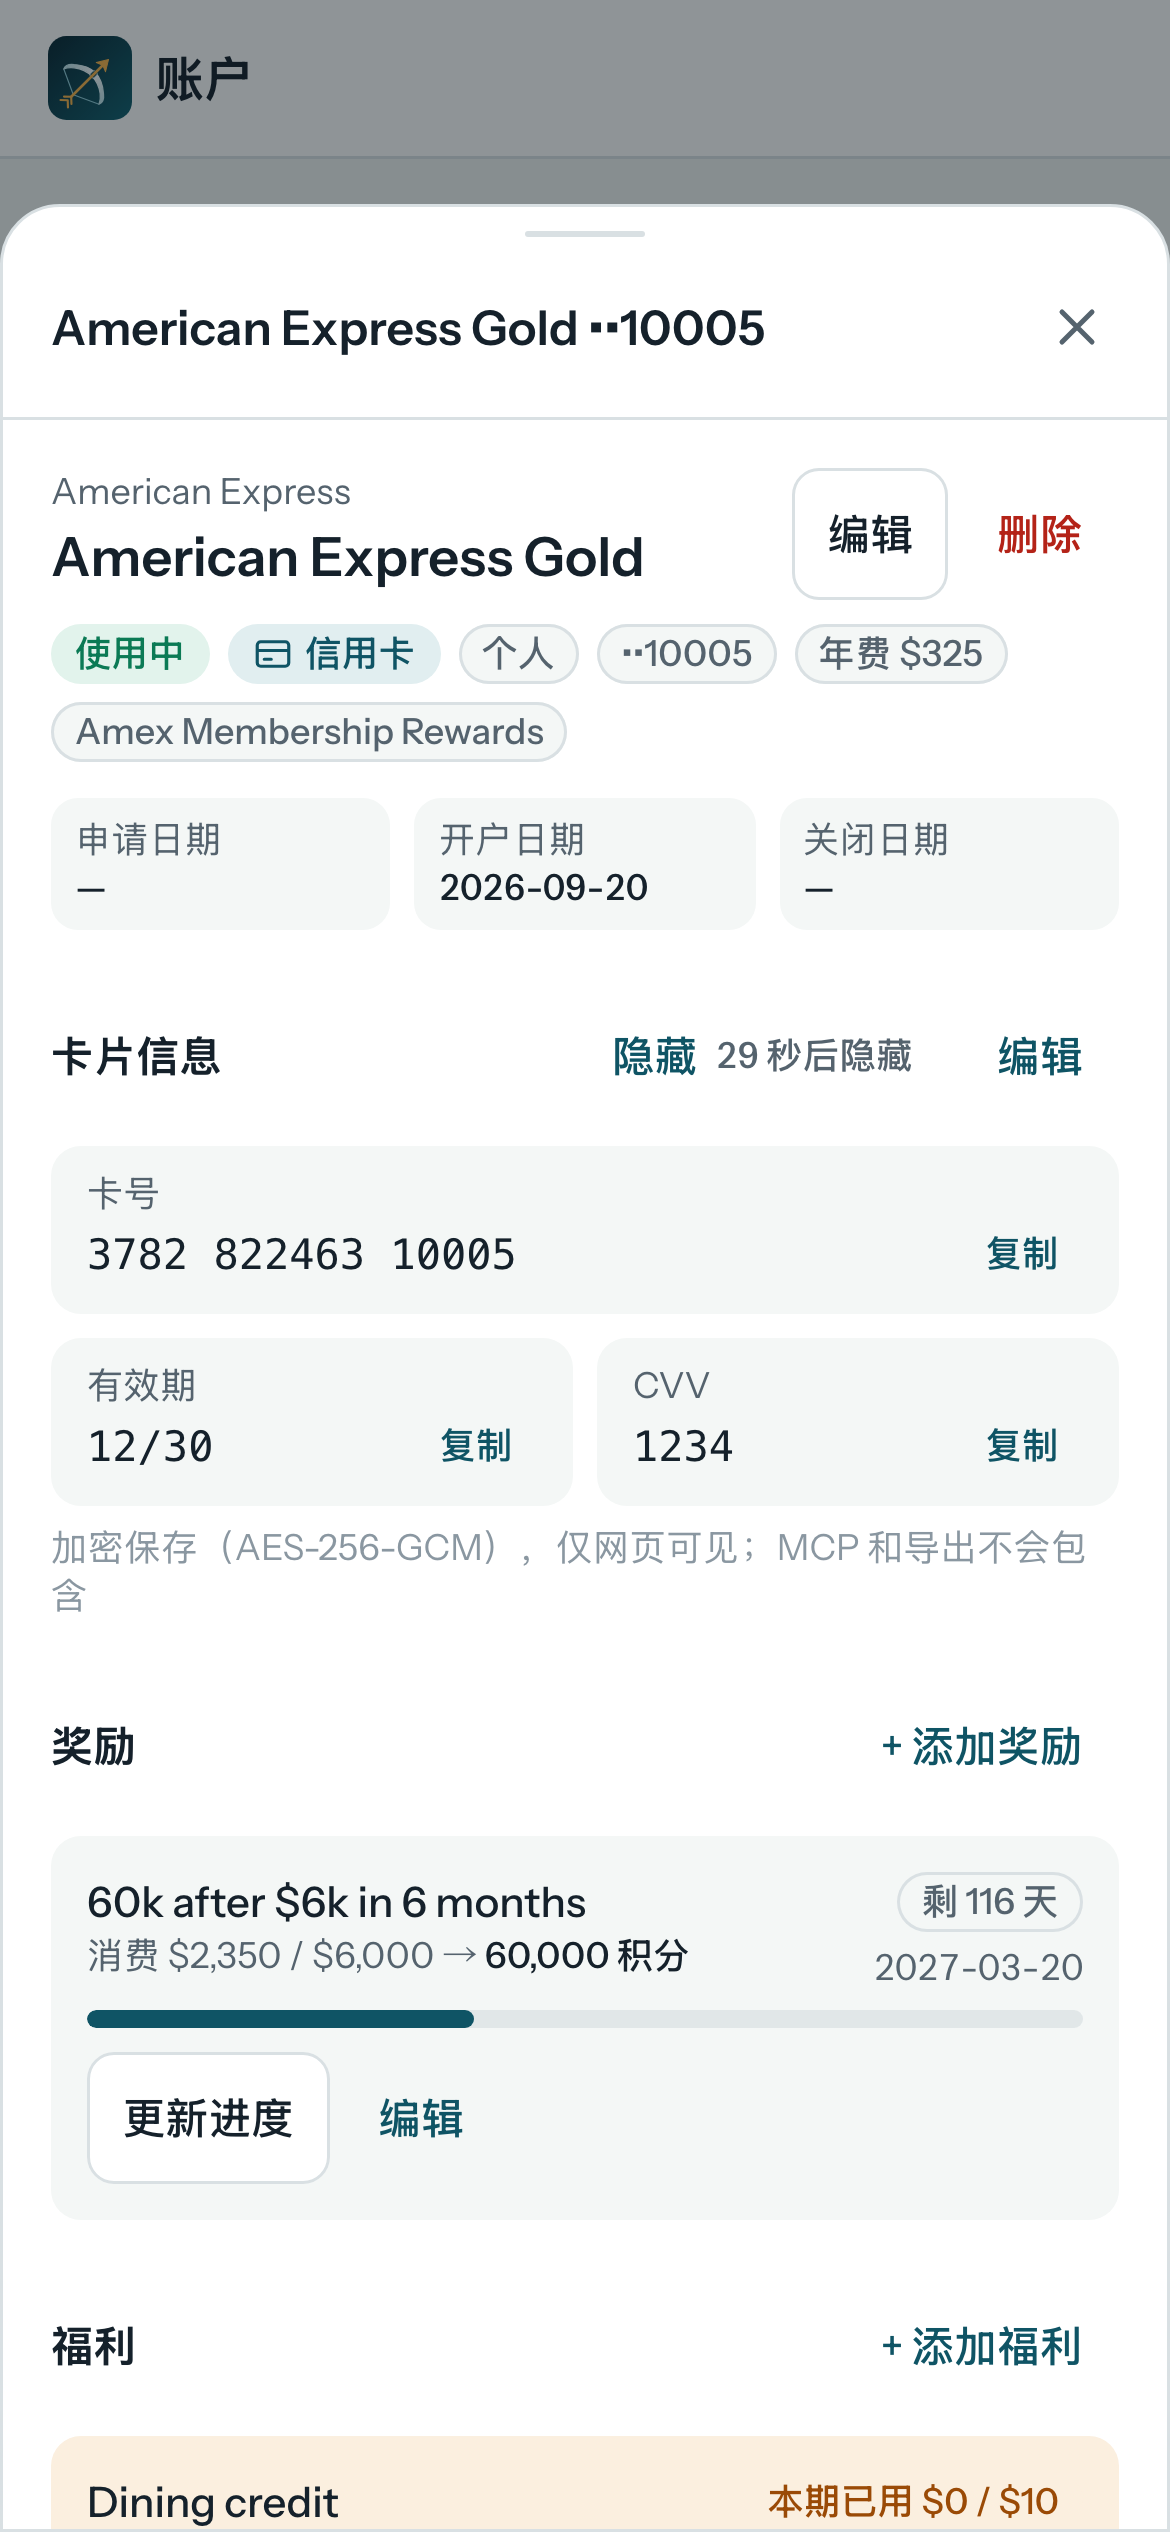 账户
American Express Gold ··10005
American Express
American Express Gold
编辑
删除
使用中
信用卡
个人
··10005
年费 $325
Amex Membership Rewards
申请日期
—
开户日期
2026-09-20
关闭日期
—
卡片信息
隐藏
29 秒后隐藏
编辑
卡号
3782 822463 10005
复制
有效期
12/30
复制
CVV
1234
复制
加密保存（AES-256-GCM），仅网页可见；MCP 和导出不会包
含
奖励
+ 添加奖励
60k after $6k in 6 months
剩 116 天
消费 $2,350 / $6,000 → 60,000 积分
2027-03-20
更新进度
编辑
福利
+ 添加福利
Dining credit
本期已用 $0 / $10